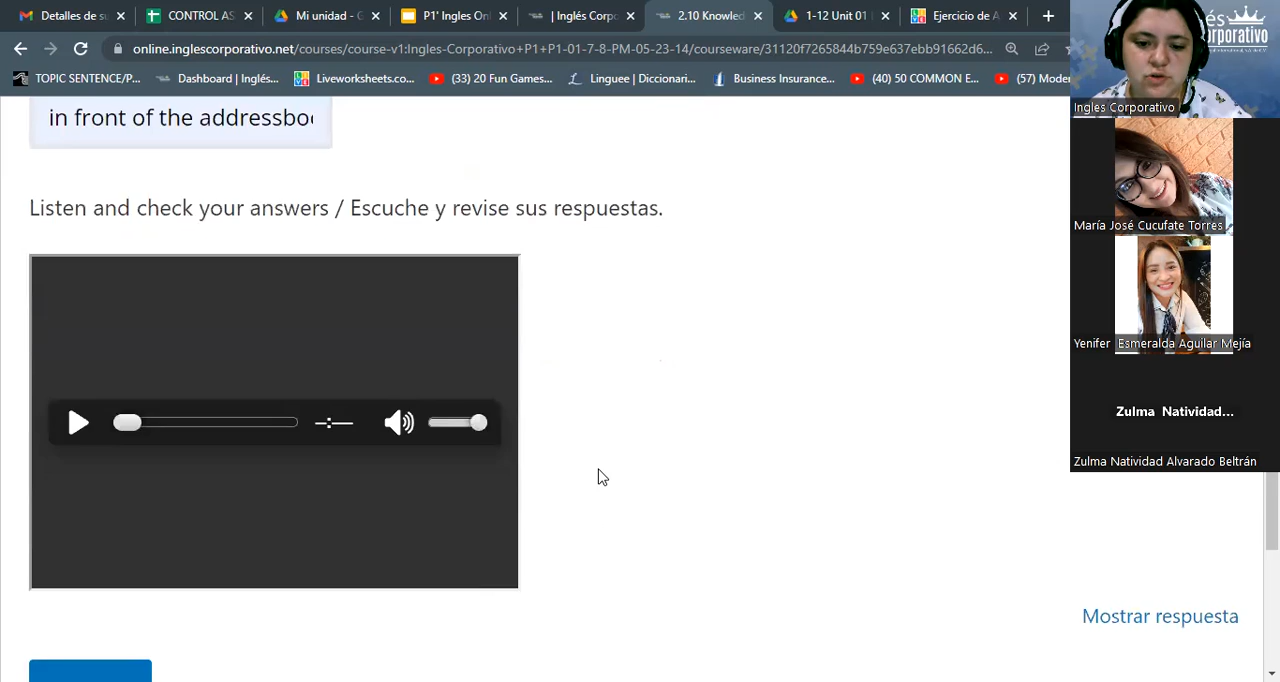 Detalles de su
CONTROL AS
Mi unidad - G
P1' Ingles Onl
| Inglés Corpo
2.10 Knowled
1-12 Unit 01
Ejercicio de A
online.inglescorporativo.net/courses/course-v1:Ingles-Corporativo+P1+P1-01-7-8-PM-05-23-14/courseware/31120f7265844b759e637ebb91662d6...
TOPIC SENTENCE/P...
Dashboard | Inglés...
Liveworksheets.co...
(33) 20 Fun Games...
Linguee | Diccionari...
Business Insurance...
(40) 50 COMMON E...
(57) Moder
in front of the addressbo
Listen and check your answers / Escuche y revise sus respuestas.
--:--
Mostrar respuesta
Ingles Corporativo
María José Cucufate Torres
Yenifer Esmeralda Aguilar Mejía
Zulma Natividad...
Zulma Natividad Alvarado Beltrán